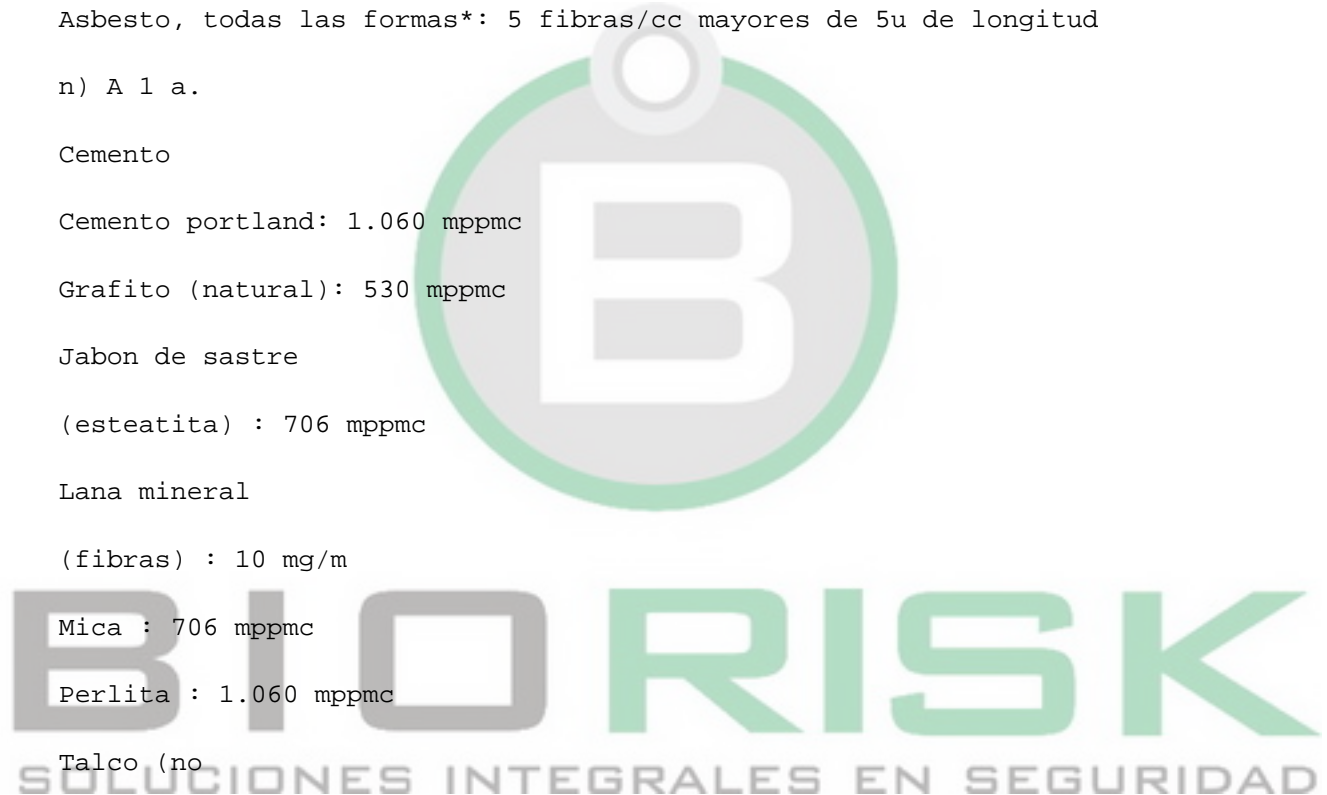 Asbesto, todas las formas*: 5 fibras/cc mayores de 5u de longitud
n) A 1 a.
Cemento
Cemento portland: 1.060 mppmc
Grafito (natural): 530 mppmc
Jabon de sastre
(esteatita) : 706 mppmc
Lana mineral
(fibras) : 10 mg/m
Mica : 706 mppmc
Perlita : 1.060 mppmc
Talco (no
B
BIORISK
SOLUCIONES INTEGRALES EN SEGURIDAD